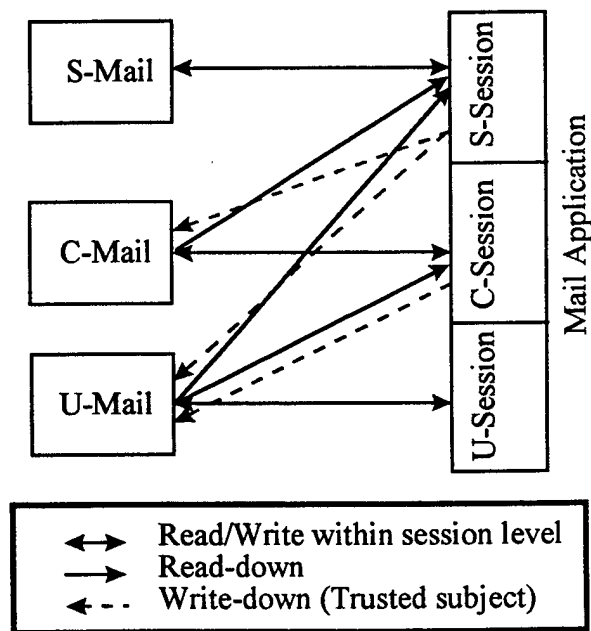 S-Mail
C-Mail
U-Mail
S-Session
C-Session
U-Session
Mail Application
Read/Write within session level
Read-down
Write-down (Trusted subject)